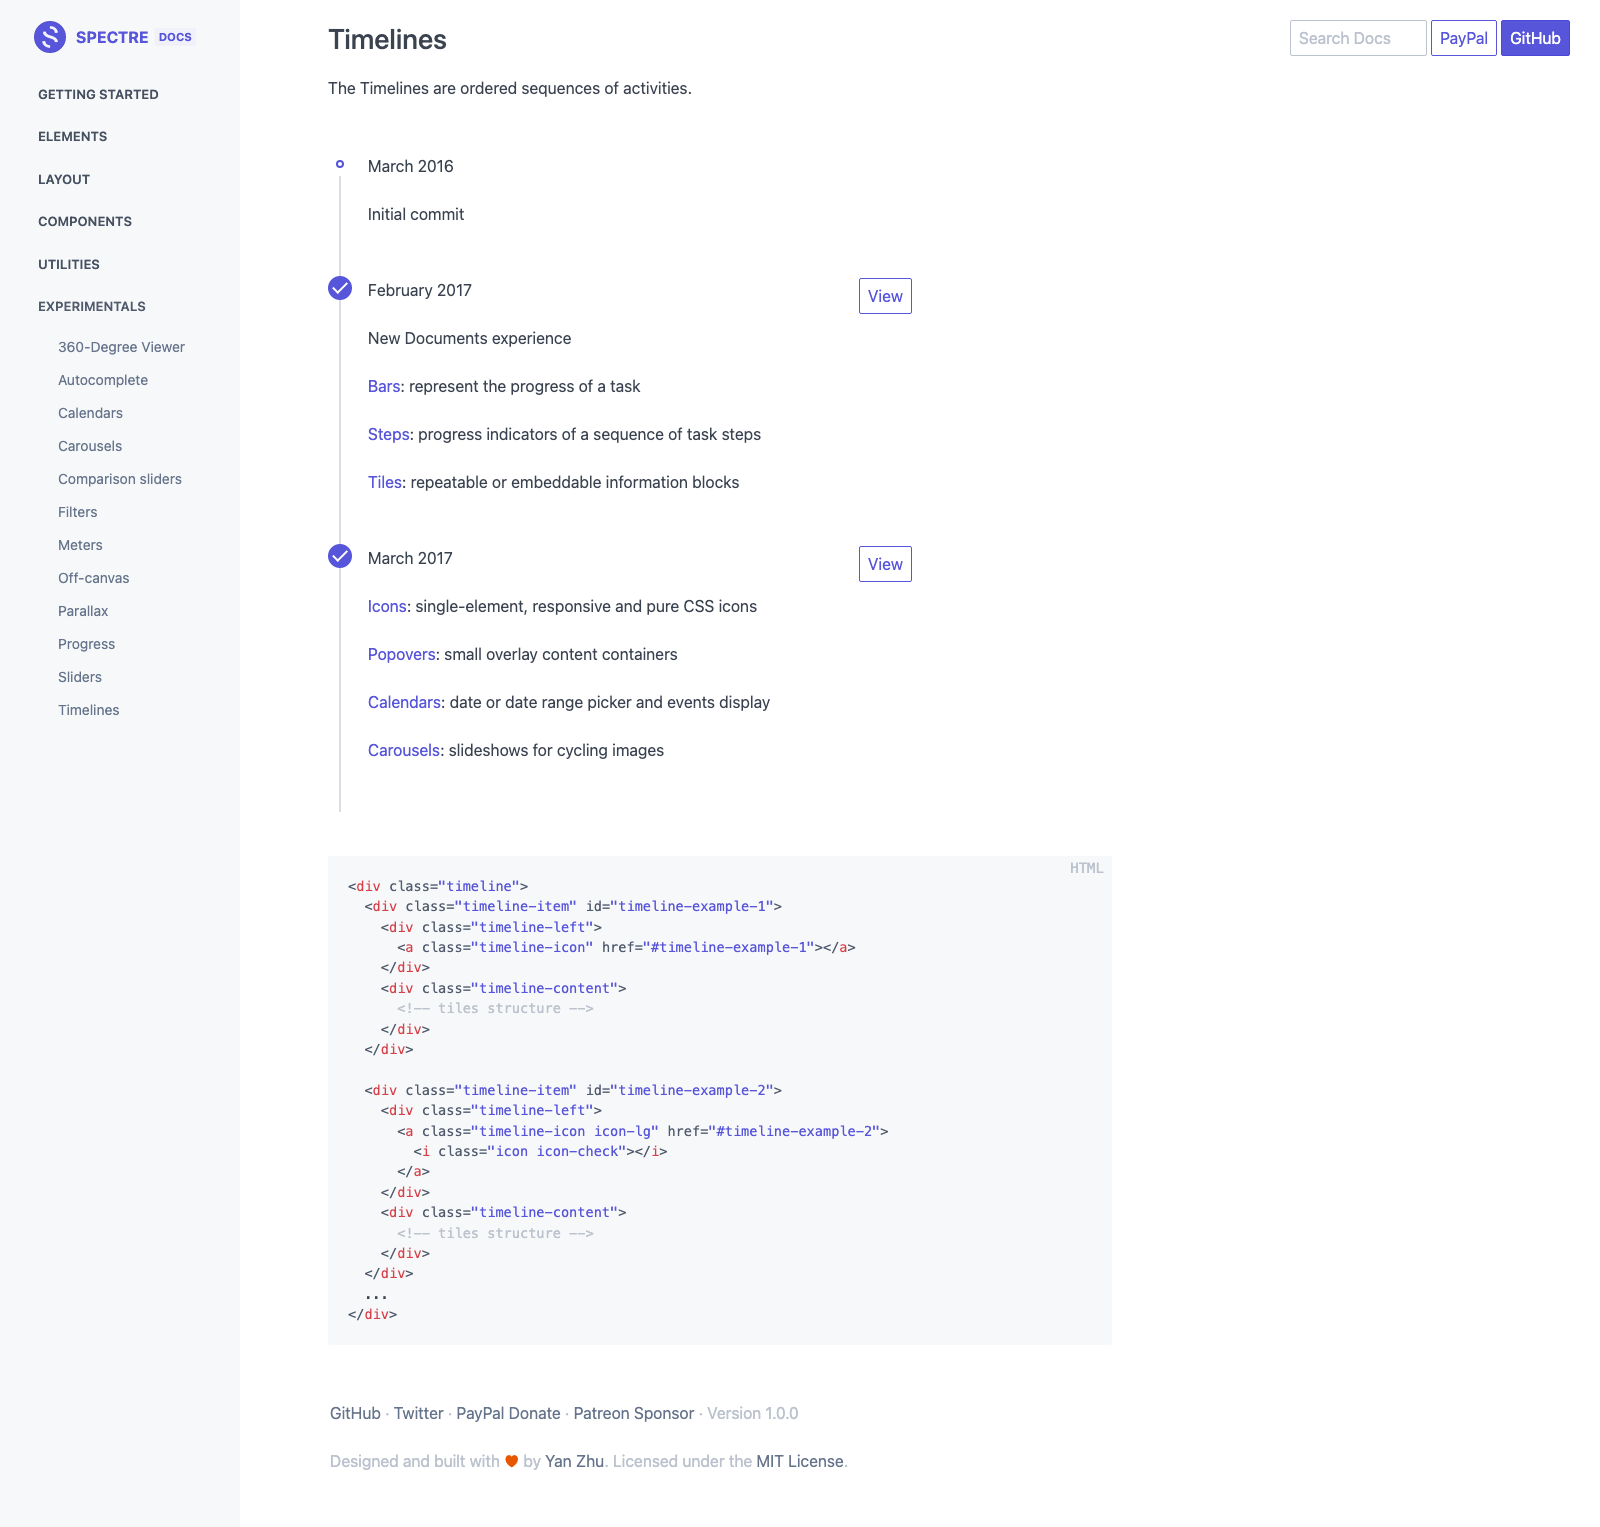 SPECTRE DOCS
GETTING STARTED
ELEMENTS
LAYOUT
COMPONENTS
UTILITIES
EXPERIMENTALS
360-Degree Viewer
Autocomplete
Calendars
Carousels
Comparison sliders
Filters
Meters
Off-canvas
Parallax
Progress
Sliders
Timelines
Timelines
Search Docs
PayPal
GitHub
The Timelines are ordered sequences of activities.
March 2016
Initial commit
February 2017
View
New Documents experience
Bars: represent the progress of a task
Steps: progress indicators of a sequence of task steps
Tiles: repeatable or embeddable information blocks
March 2017
View
Icons: single-element, responsive and pure CSS icons
Popovers: small overlay content containers
Calendars: date or date range picker and events display
Carousels: slideshows for cycling images
HTML
<div class="timeline">
  <div class="timeline-item" id="timeline-example-1">
    <div class="timeline-left">
      <a class="timeline-icon" href="#timeline-example-1"></a>
    </div>
    <div class="timeline-content">
      <!-- tiles structure -->
    </div>
  </div>

  <div class="timeline-item" id="timeline-example-2">
    <div class="timeline-left">
      <a class="timeline-icon icon-lg" href="#timeline-example-2">
        <i class="icon icon-check"></i>
      </a>
    </div>
    <div class="timeline-content">
      <!-- tiles structure -->
    </div>
  </div>
  ...
</div>
GitHub · Twitter · PayPal Donate · Patreon Sponsor · Version 1.0.0
Designed and built with ♥ by Yan Zhu. Licensed under the MIT License.